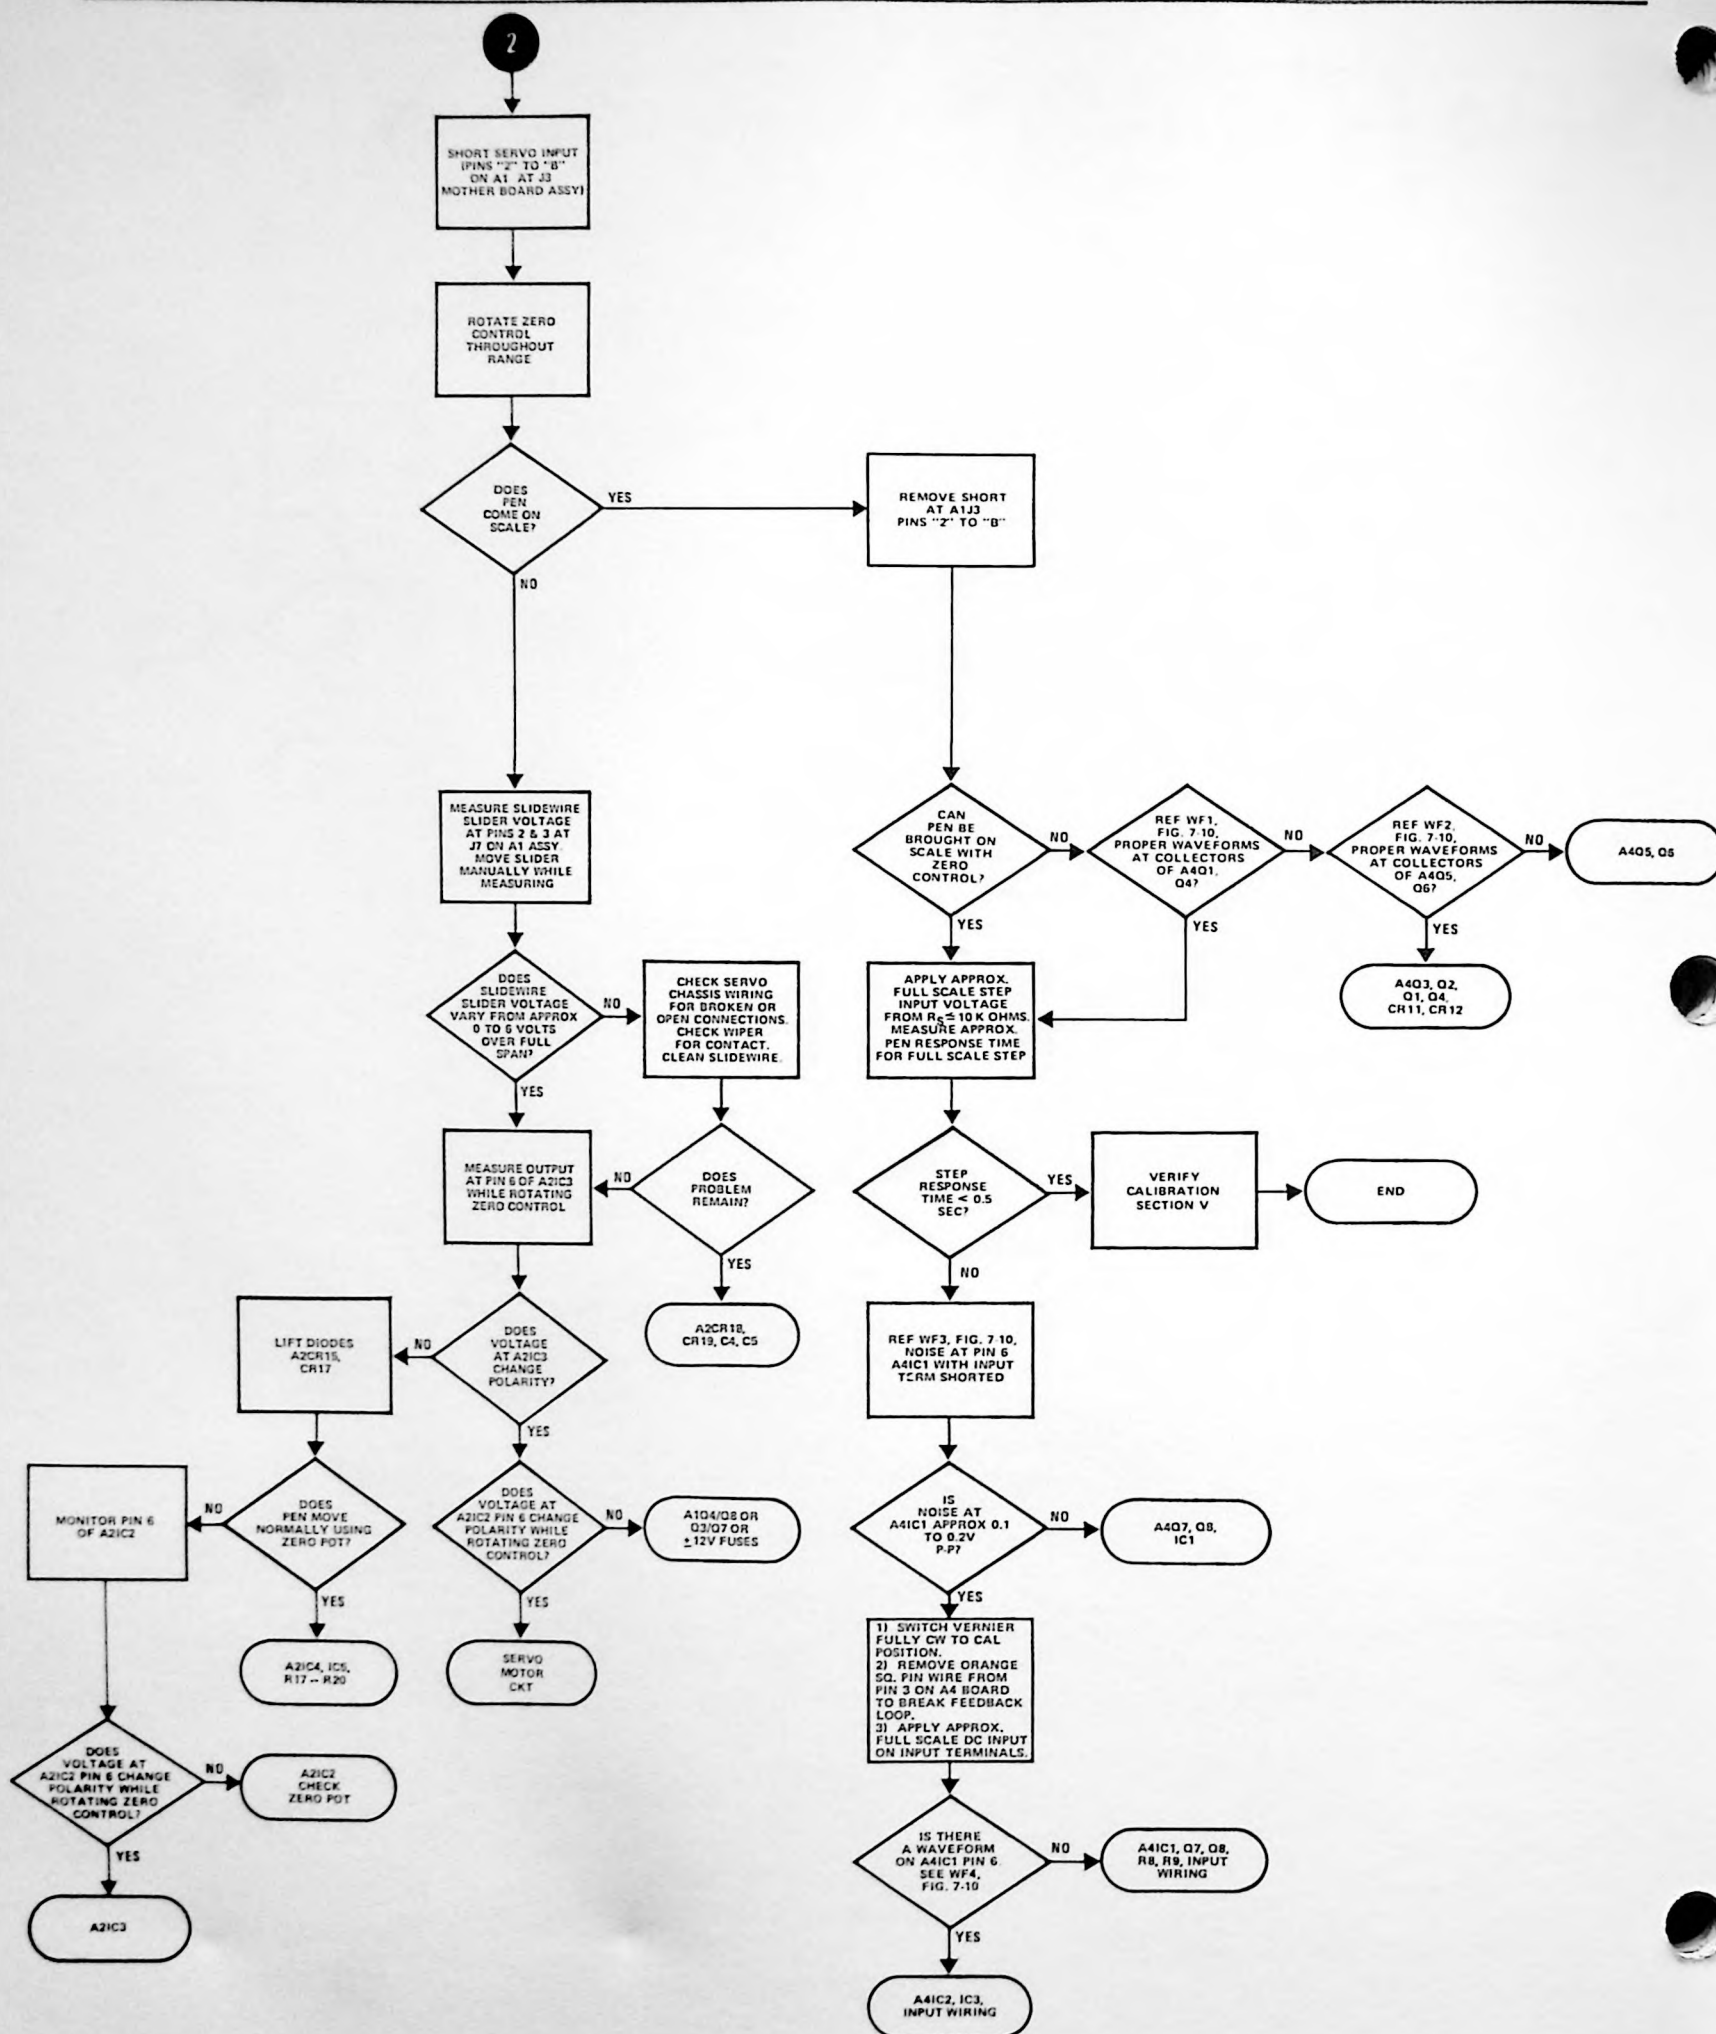 2
SHORT SERVO INPUT
(PINS "2" TO "B"
ON A1 AT J3
MOTHER BOARD ASSY)
ROTATE ZERO
CONTROL
THROUGHOUT
RANGE
DOES
PEN
COME ON
SCALE?
YES
NO
REMOVE SHORT
AT A1J3
PINS "2" TO "B"
MEASURE SLIDEWIRE
SLIDER VOLTAGE
AT PINS 2 & 3 AT
J7 ON A1 ASSY.
MOVE SLIDER
MANUALLY WHILE
MEASURING
CAN
PEN BE
BROUGHT ON
SCALE WITH
ZERO
CONTROL?
NO
YES
REF WF1,
FIG. 7-10,
PROPER WAVEFORMS
AT COLLECTORS
OF A4Q1,
Q4?
NO
YES
REF WF2,
FIG. 7-10,
PROPER WAVEFORMS
AT COLLECTORS
OF A4Q5,
Q6?
NO
YES
A4Q5, Q6
A4Q3, Q2,
Q1, Q4,
CR11, CR12
DOES
SLIDEWIRE
SLIDER VOLTAGE
VARY FROM APPROX
0 TO 6 VOLTS
OVER FULL
SPAN?
NO
YES
CHECK SERVO
CHASSIS WIRING
FOR BROKEN OR
OPEN CONNECTIONS.
CHECK WIPER
FOR CONTACT.
CLEAN SLIDEWIRE.
APPLY APPROX.
FULL SCALE STEP
INPUT VOLTAGE
FROM RS ≤ 10 K OHMS.
MEASURE APPROX.
PEN RESPONSE TIME
FOR FULL SCALE STEP
MEASURE OUTPUT
AT PIN 6 OF A2IC3
WHILE ROTATING
ZERO CONTROL
NO
DOES
PROBLEM
REMAIN?
YES
A2CR18,
CR19, C4, C5
STEP
RESPONSE
TIME < 0.5
SEC?
YES
NO
VERIFY
CALIBRATION
SECTION V
END
LIFT DIODES
A2CR15,
CR17
NO
DOES
VOLTAGE
AT A2IC3
CHANGE
POLARITY?
YES
REF WF3, FIG. 7-10,
NOISE AT PIN 6
A4IC1 WITH INPUT
TERM SHORTED
MONITOR PIN 6
OF A2IC2
NO
DOES
PEN MOVE
NORMALLY USING
ZERO POT?
YES
DOES
VOLTAGE AT
A2IC2 PIN 6 CHANGE
POLARITY WHILE
ROTATING ZERO
CONTROL?
NO
YES
A1Q4/Q8 OR
Q3/Q7 OR
±12V FUSES
IS
NOISE AT
A4IC1 APPROX 0.1
TO 0.2V
P-P?
NO
YES
A4Q7, Q8,
IC1
A2IC4, IC5,
R17 -- R20
SERVO
MOTOR
CKT
1) SWITCH VERNIER
FULLY CW TO CAL
POSITION.
2) REMOVE ORANGE
SQ. PIN WIRE FROM
PIN 3 ON A4 BOARD
TO BREAK FEEDBACK
LOOP.
3) APPLY APPROX.
FULL SCALE DC INPUT
ON INPUT TERMINALS.
DOES
VOLTAGE AT
A2IC2 PIN 6 CHANGE
POLARITY WHILE
ROTATING ZERO
CONTROL?
NO
YES
A2IC2
CHECK
ZERO POT
IS THERE
A WAVEFORM
ON A4IC1 PIN 6.
SEE WF4,
FIG. 7-10
NO
YES
A4IC1, Q7, Q8,
R8, R9, INPUT
WIRING
A2IC3
A4IC2, IC3,
INPUT WIRING